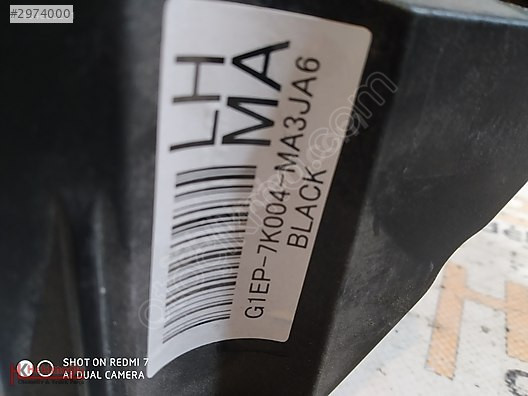 #2974000
LH
MA
G1EP-7K004-MA3JA6
BLACK
SHOT ON REDMI 7
AI DUAL CAMERA